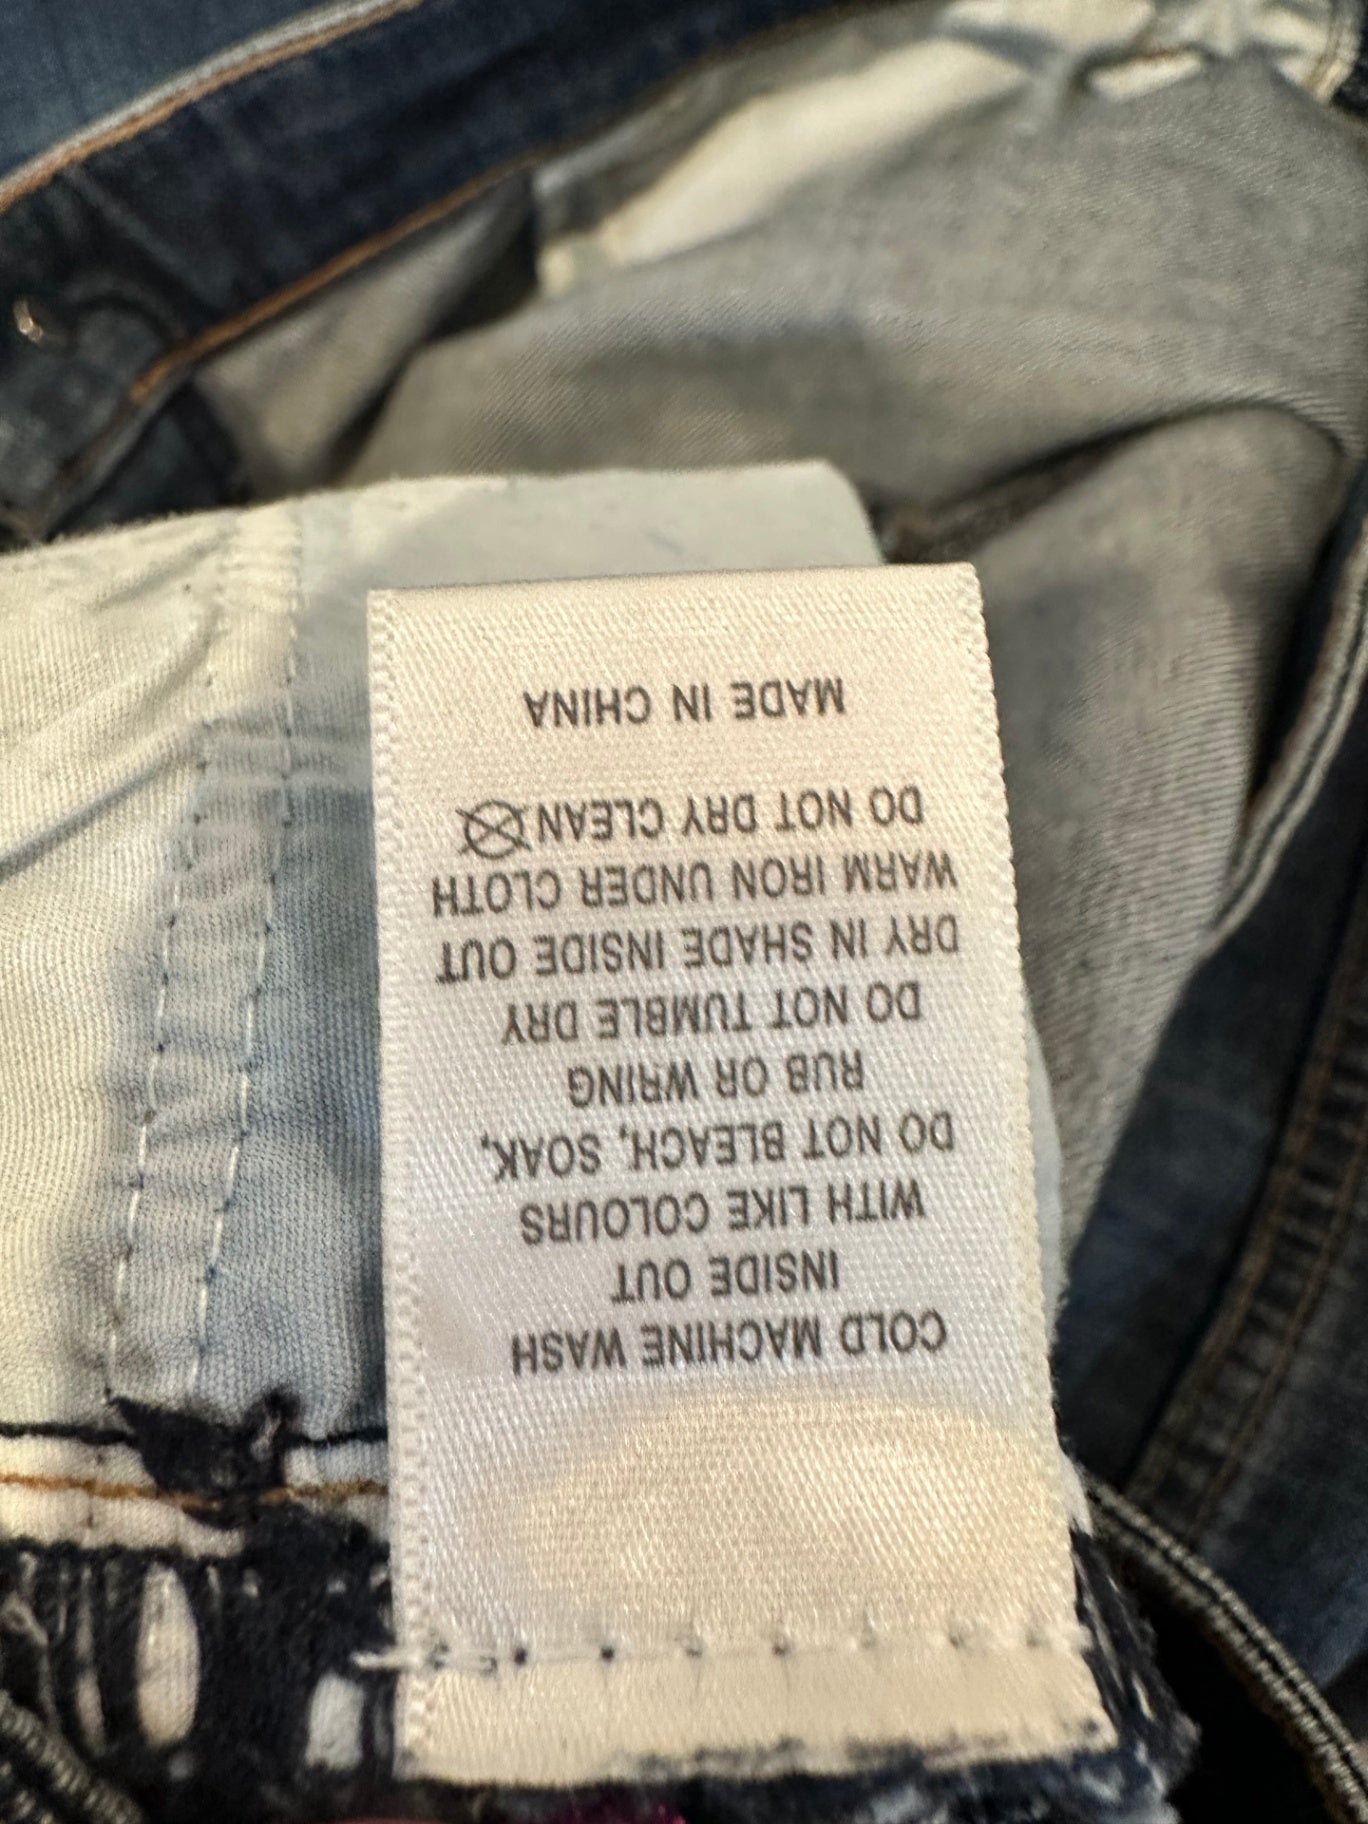 COLD MACHINE WASH
INSIDE OUT
WITH LIKE COLOURS
DO NOT BLEACH, SOAK,
RUB OR WRING
DO NOT TUMBLE DRY
DRY IN SHADE INSIDE OUT
WARM IRON UNDER CLOTH
DO NOT DRY CLEAN
MADE IN CHINA